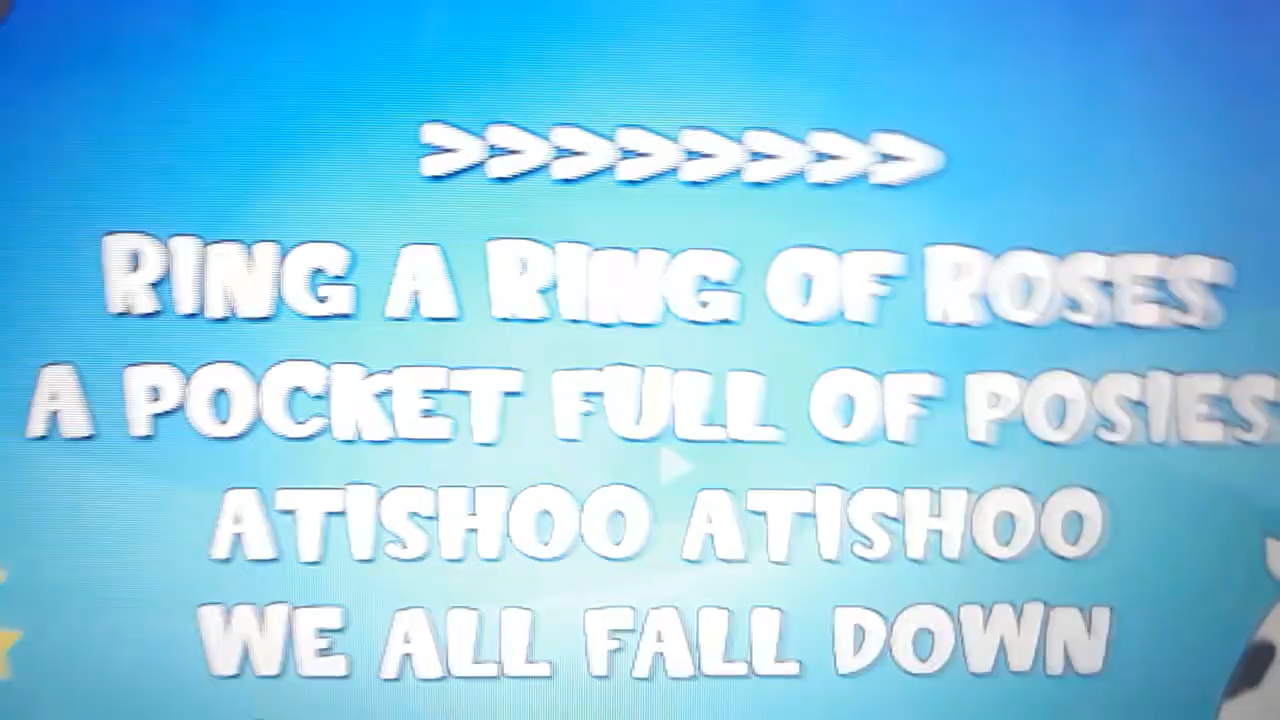 >>>>>>>>
RING A RING OF ROSES
A POCKET FULL OF POSIES
ATISHOO ATISHOO
WE ALL FALL DOWN